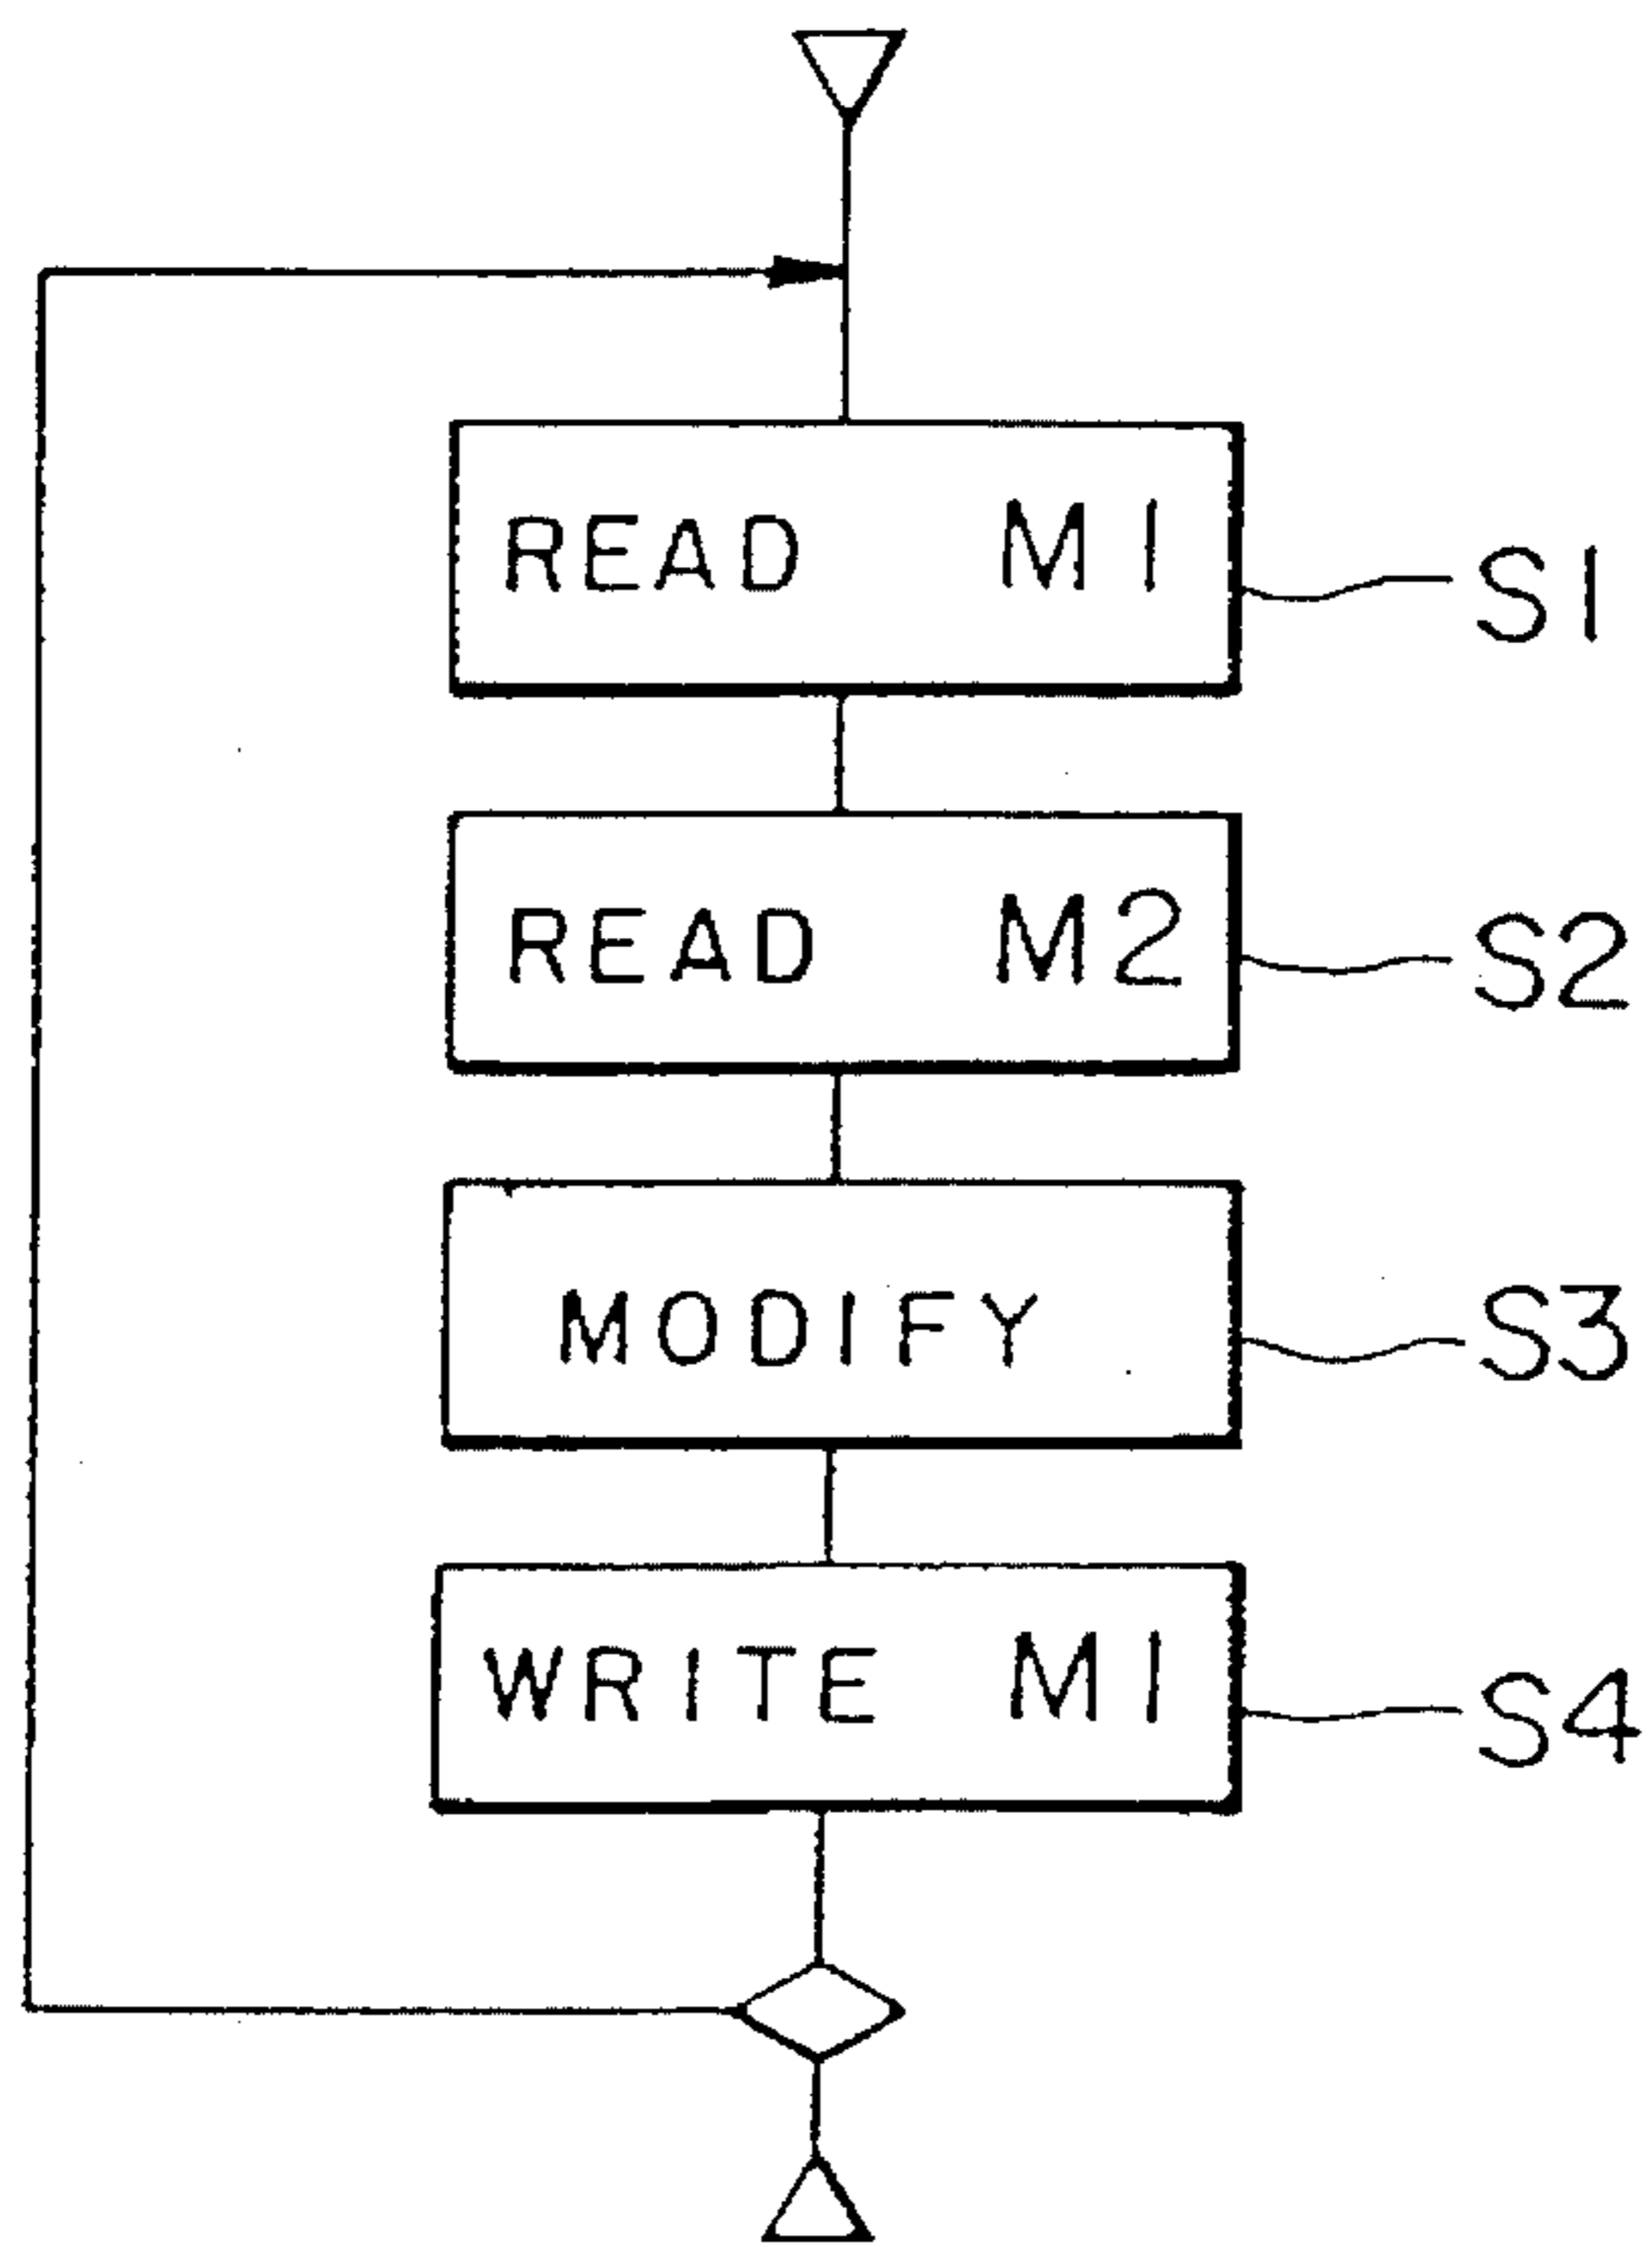 READ M1
S1
READ M2
S2
MODIFY
S3
WRITE M1
S4